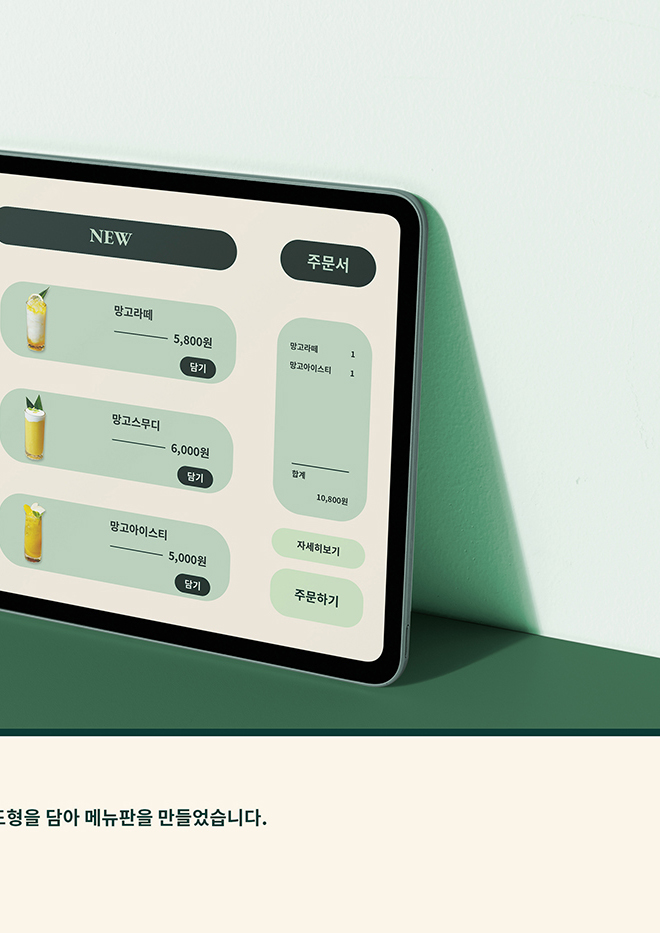 NEW
망고라떼
5,800원
담기
망고스무디
6,000원
담기
망고아이스티
5,000원
담기
주문서
망고라떼 1
망고아이스티 1
합계
10,800원
자세히보기
주문하기
도형을 담아 메뉴판을 만들었습니다.